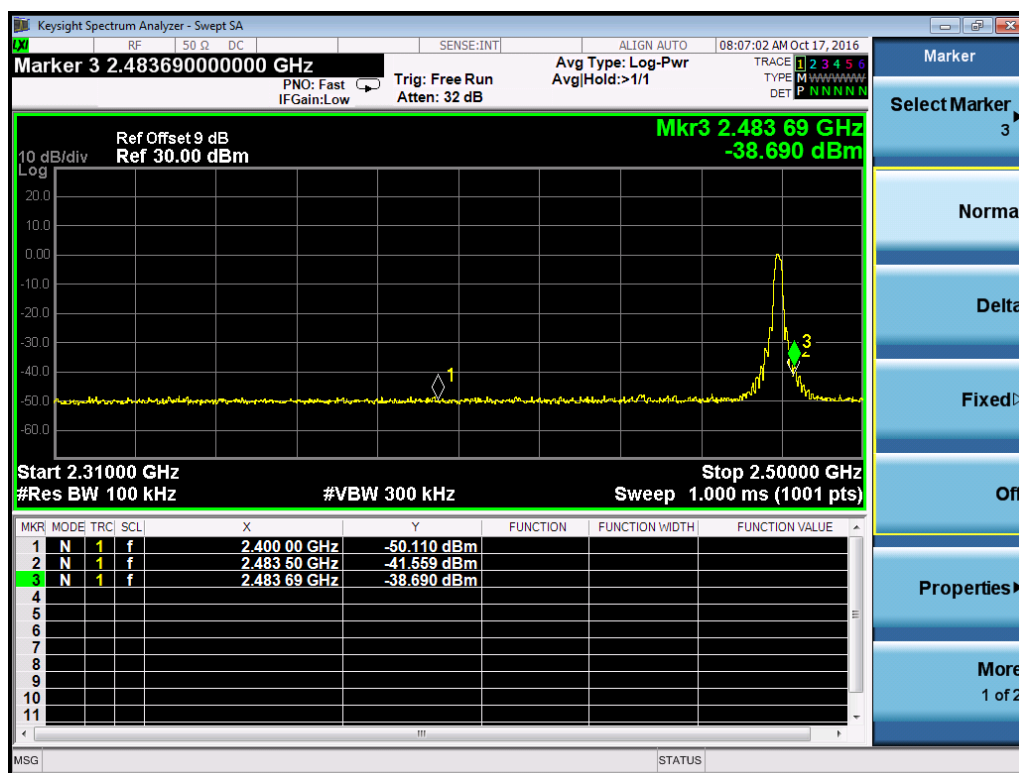 Keysight Spectrum Analyzer - Swept SA
LXI RF 50 Ω DC SENSE:INT ALIGN AUTO 08:07:02 AM Oct 17, 2016
Marker 3 2.483690000000 GHz
PNO: Fast
IFGain:Low
Trig: Free Run
Atten: 32 dB
Avg Type: Log-Pwr
Avg|Hold:>1/1
TRACE 1 2 3 4 5 6
TYPE M W W W W W
DET P N N N N N
Mkr3 2.483 69 GHz
-38.690 dBm
Ref Offset 9 dB
10 dB/div Ref 30.00 dBm
Log
20.0
10.0
0.00
-10.0
-20.0
-30.0
-40.0
-50.0
-60.0
1
3
2
Start 2.31000 GHz Stop 2.50000 GHz
#Res BW 100 kHz #VBW 300 kHz Sweep 1.000 ms (1001 pts)
MKR MODE TRC SCL X Y FUNCTION FUNCTION WIDTH FUNCTION VALUE
1 N 1 f 2.400 00 GHz -50.110 dBm
2 N 1 f 2.483 50 GHz -41.559 dBm
3 N 1 f 2.483 69 GHz -38.690 dBm
4
5
6
7
8
9
10
11
MSG STATUS
Marker
Select Marker
3
Norma
Delta
Fixed
Off
Properties
More
1 of 2